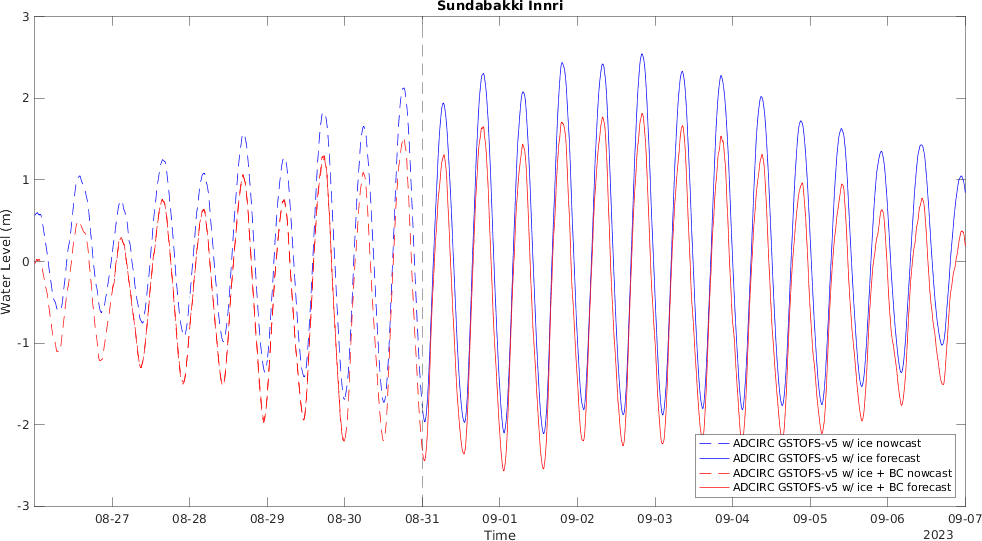 Sundabakki Innri
3
2
1
0
-1
-2
-3
Water Level (m)
ADCIRC GSTOFS-v5 w/ ice nowcast
ADCIRC GSTOFS-v5 w/ ice forecast
ADCIRC GSTOFS-v5 w/ ice + BC nowcast
ADCIRC GSTOFS-v5 w/ ice + BC forecast
08-27 08-28 08-29 08-30 08-31 09-01 09-02 09-03 09-04 09-05 09-06 09-07
Time
2023